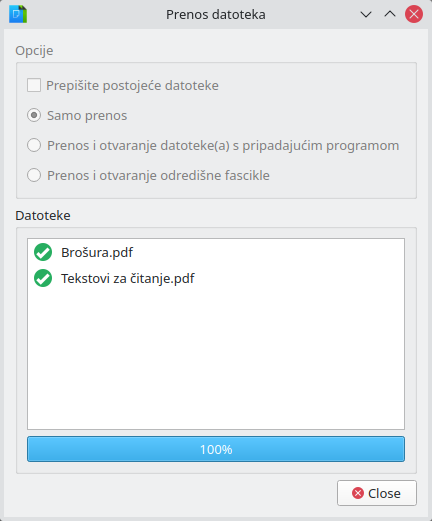 Prenos datoteka
Opcije
Prepišite postojeće datoteke
Samo prenos
Prenos i otvaranje datoteke(a) s pripadajućim programom
Prenos i otvaranje odredišne fascikle
Datoteke
Brošura.pdf
Tekstovi za čitanje.pdf
100%
Close